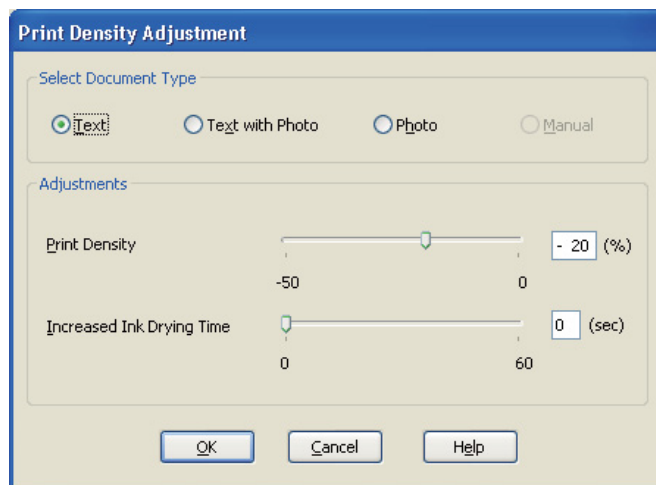 Print Density Adjustment
Select Document Type
Text Text with Photo Photo Manual
Adjustments
Print Density - 20 (%)
-50 0
Increased Ink Drying Time 0 (sec)
0 60
OK Cancel Help